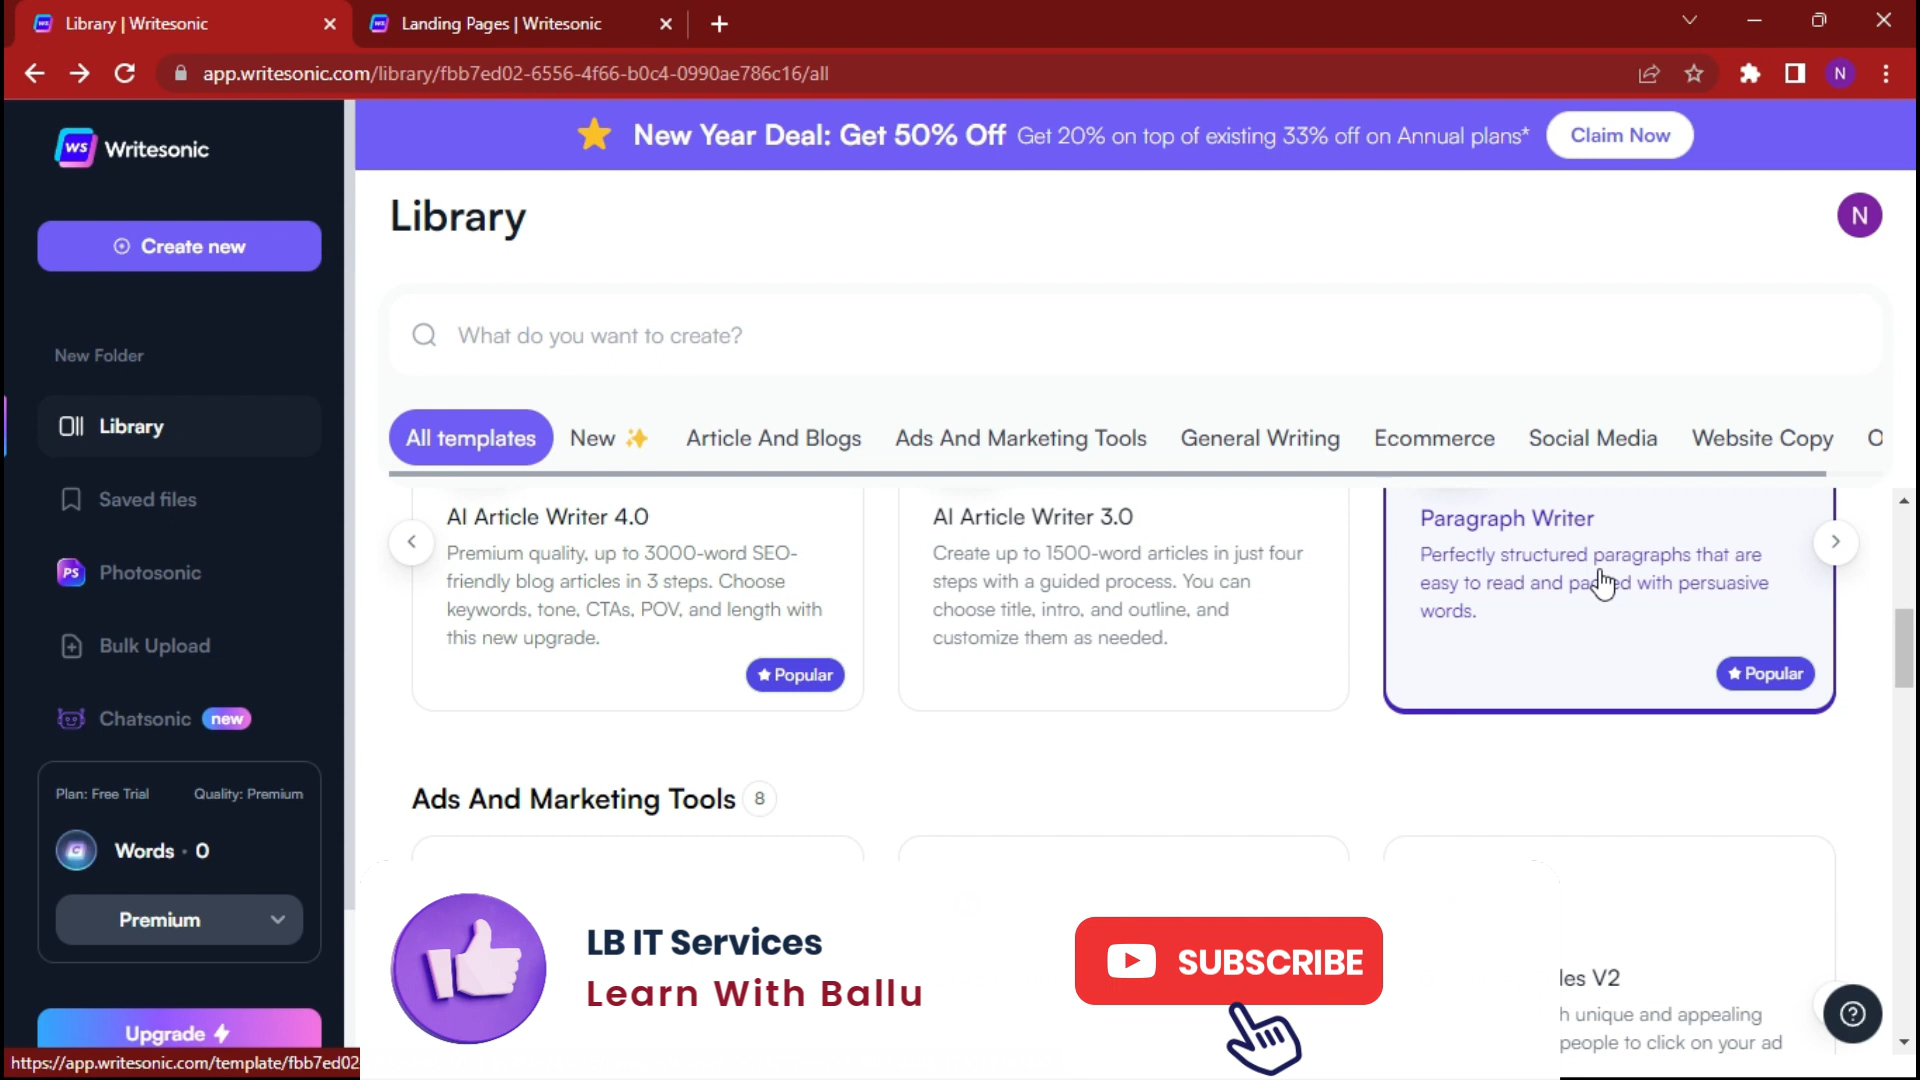 Library | Writesonic
Landing Pages | Writesonic
app.writesonic.com/library/fbb7ed02-6556-4f66-b0c4-0990ae786c16/all
N
WS Writesonic
New Year Deal: Get 50% Off Get 20% on top of existing 33% off on Annual plans* Claim Now
Library
N
Create new
What do you want to create?
New Folder
Library
Saved files
PS Photosonic
Bulk Upload
Chatsonic new
All templates New Article And Blogs Ads And Marketing Tools General Writing Ecommerce Social Media Website Copy
AI Article Writer 4.0
Premium quality, up to 3000-word SEO-
friendly blog articles in 3 steps. Choose
keywords, tone, CTAs, POV, and length with
this new upgrade.
Popular
AI Article Writer 3.0
Create up to 1500-word articles in just four
steps with a guided process. You can
choose title, intro, and outline, and
customize them as needed.
Paragraph Writer
Perfectly structured paragraphs that are
easy to read and with persuasive
words.
Popular
Plan: Free Trial Quality: Premium
Words · 0
Premium
Upgrade
Ads And Marketing Tools 8
LB IT Services
Learn With Ballu
SUBSCRIBE
les V2
h unique and appealing
people to click on your ad
https://app.writesonic.com/template/fbb7ed02